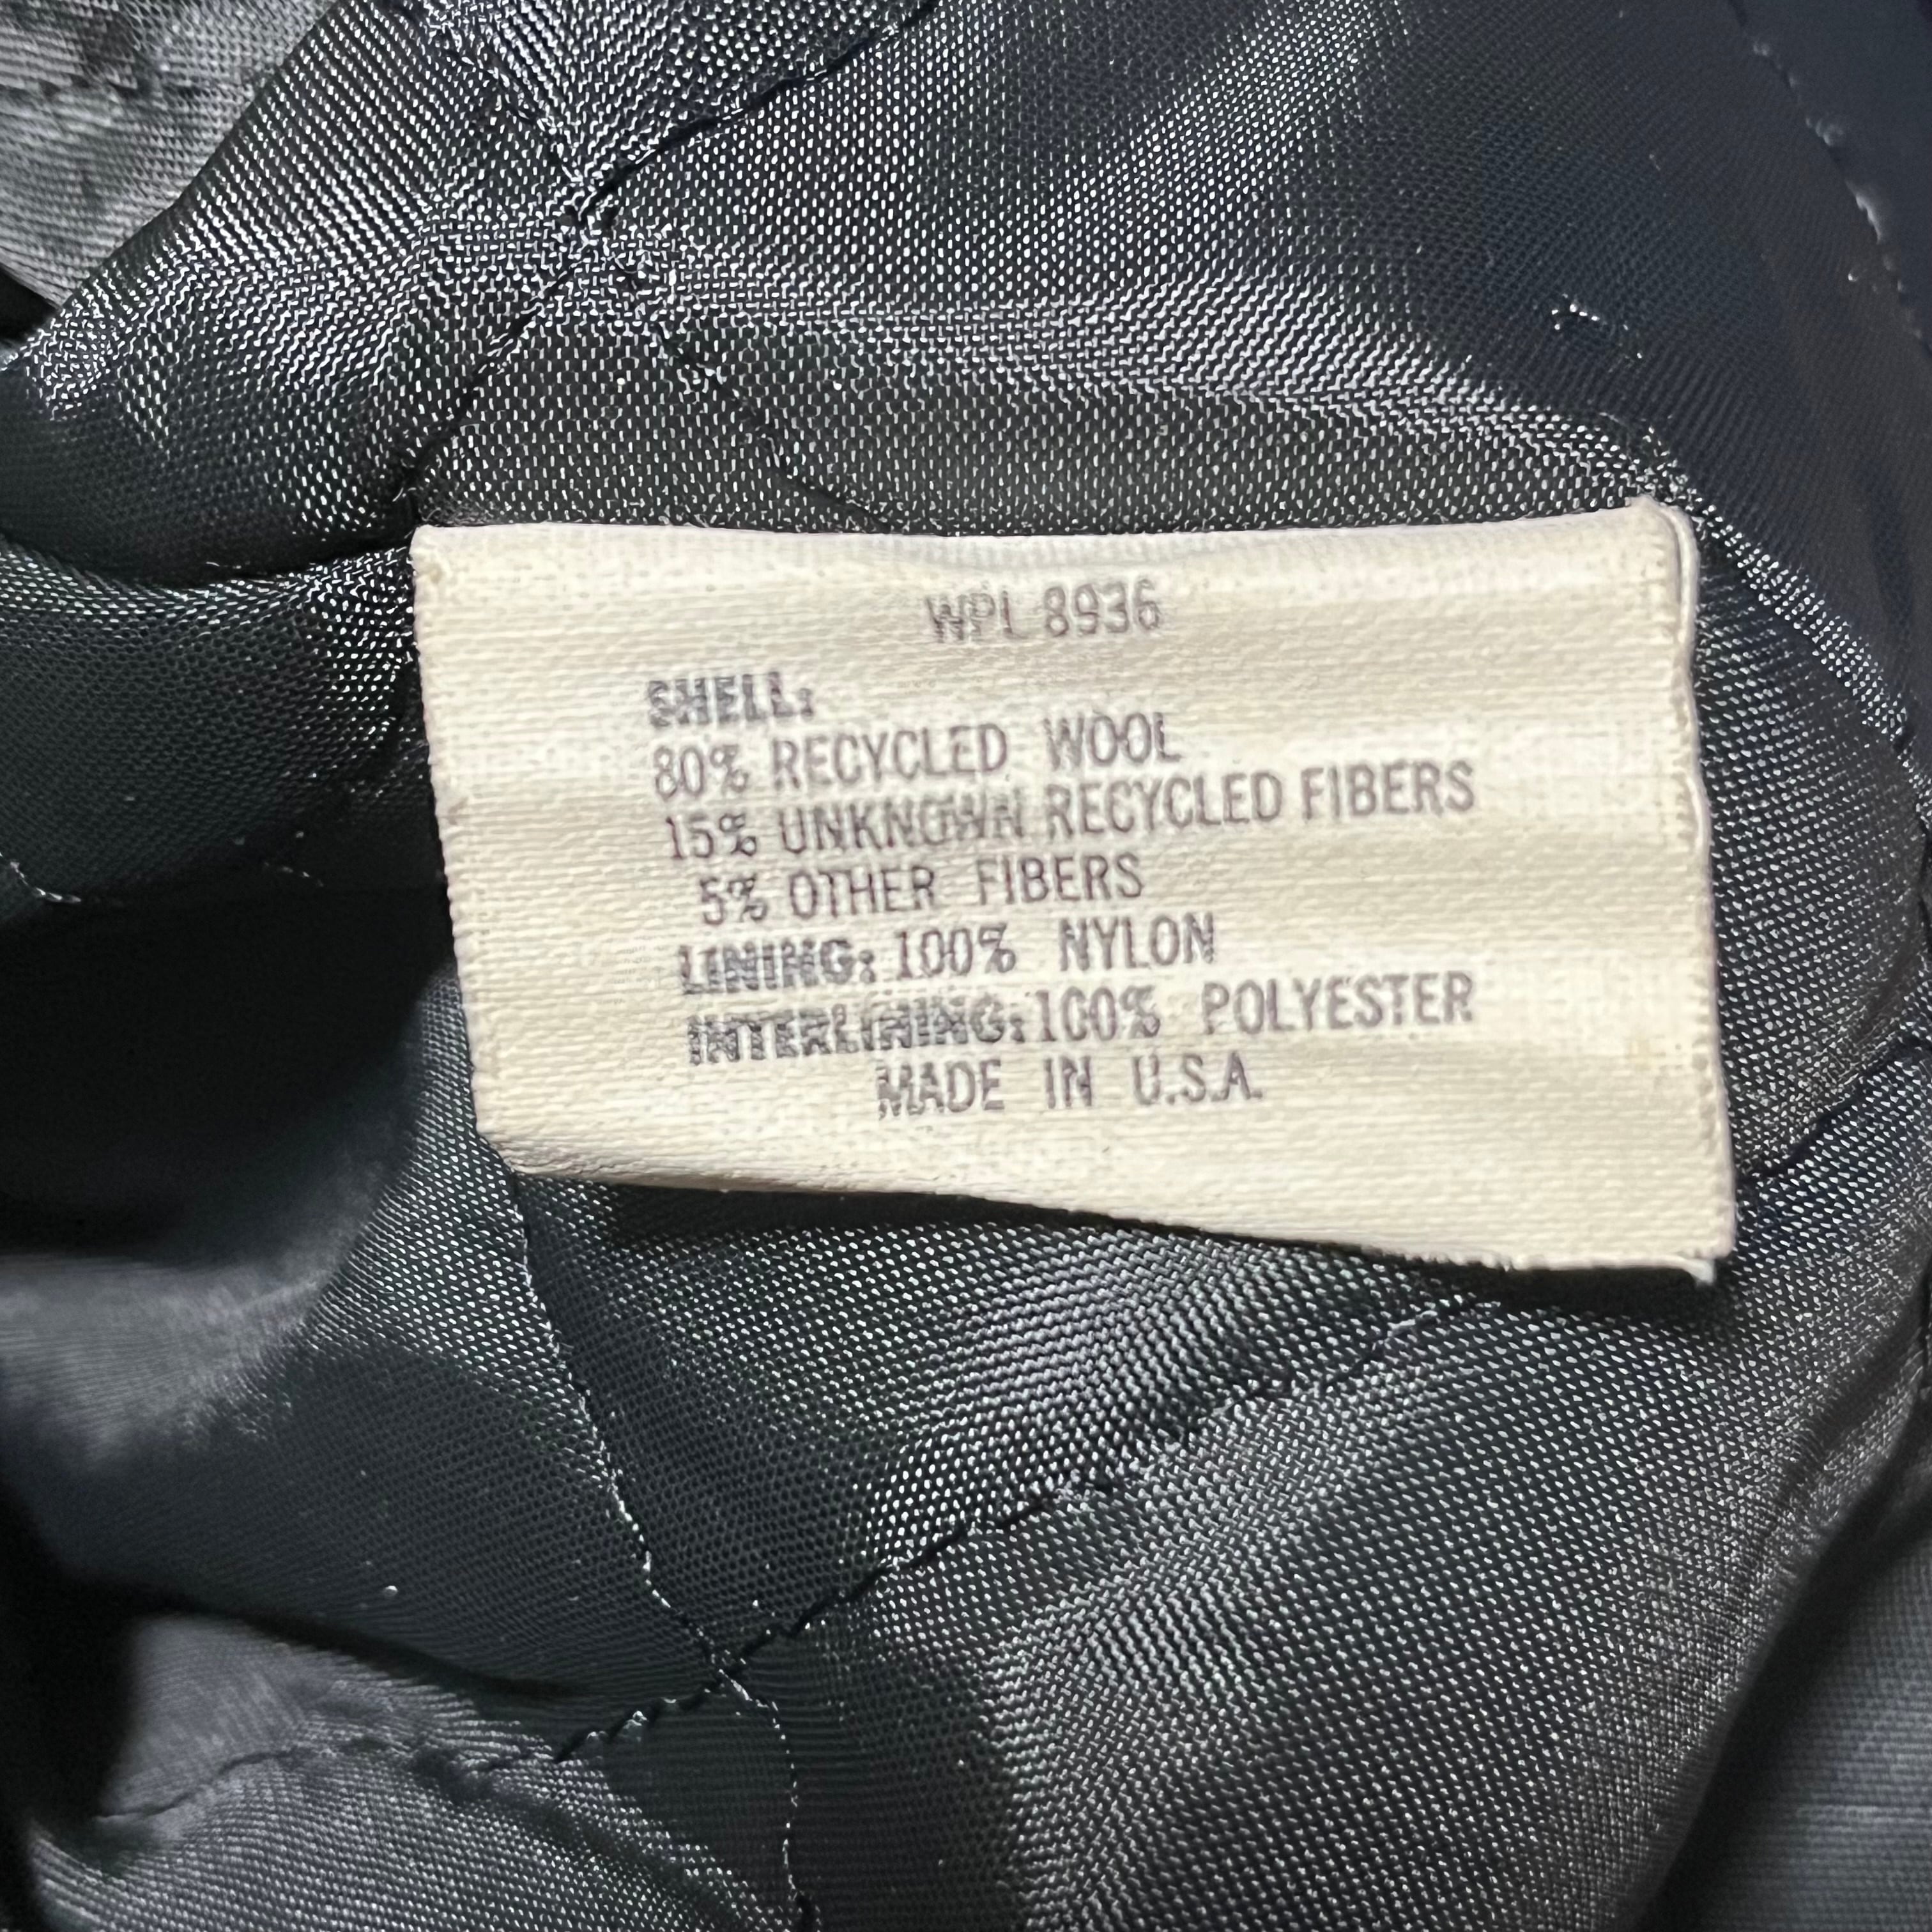 WPL 8936
SHELL:
80% RECYCLED WOOL
15% UNKNOWN RECYCLED FIBERS
5% OTHER FIBERS
LINING: 100% NYLON
INTERLINING: 100% POLYESTER
MADE IN U.S.A.